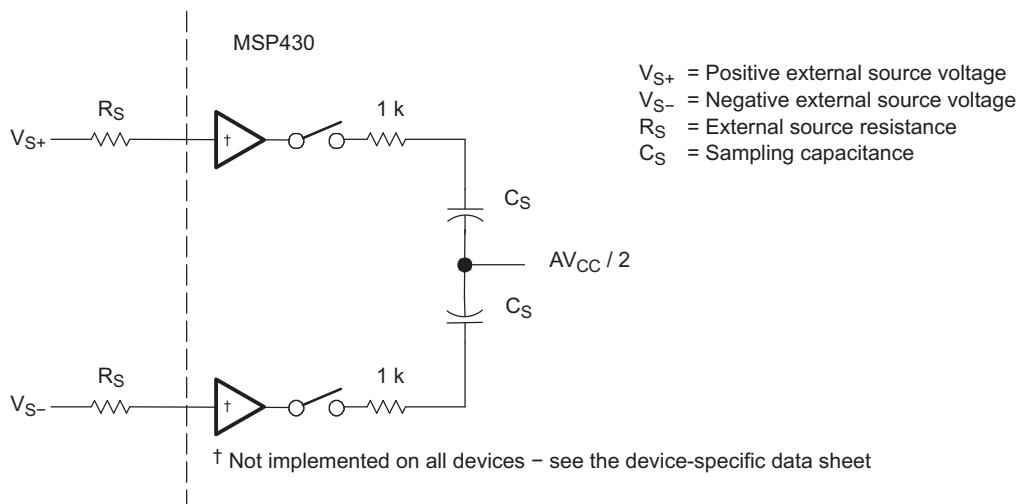 MSP430
V_S+ = Positive external source voltage
V_S− = Negative external source voltage
R_S = External source resistance
C_S = Sampling capacitance
R_S
1 k
V_S+
†
C_S
AV_CC / 2
C_S
R_S
1 k
V_S−
†
† Not implemented on all devices − see the device-specific data sheet